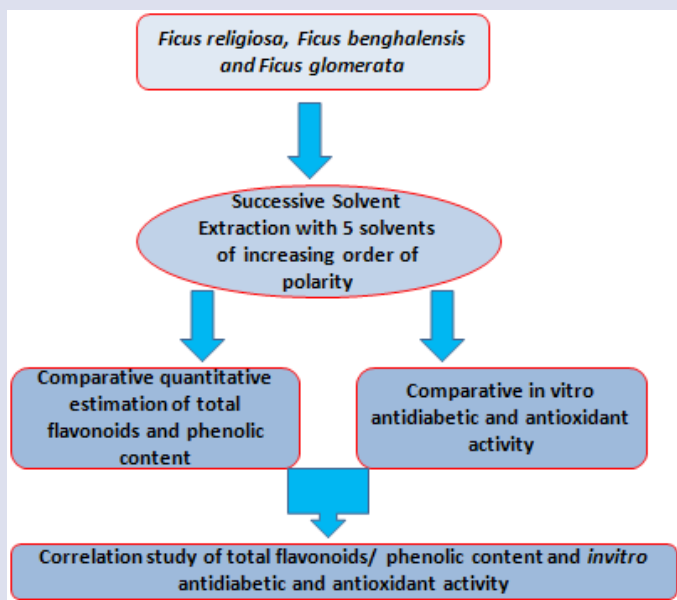 Ficus religiosa, Ficus benghalensis
and Ficus glomerata
Successive Solvent
Extraction with 5 solvents
of increasing order of
polarity
Comparative quantitative
estimation of total
flavonoids and phenolic
content
Comparative in vitro
antidiabetic and antioxidant
activity
Correlation study of total flavonoids/ phenolic content and invitro
antidiabetic and antioxidant activity